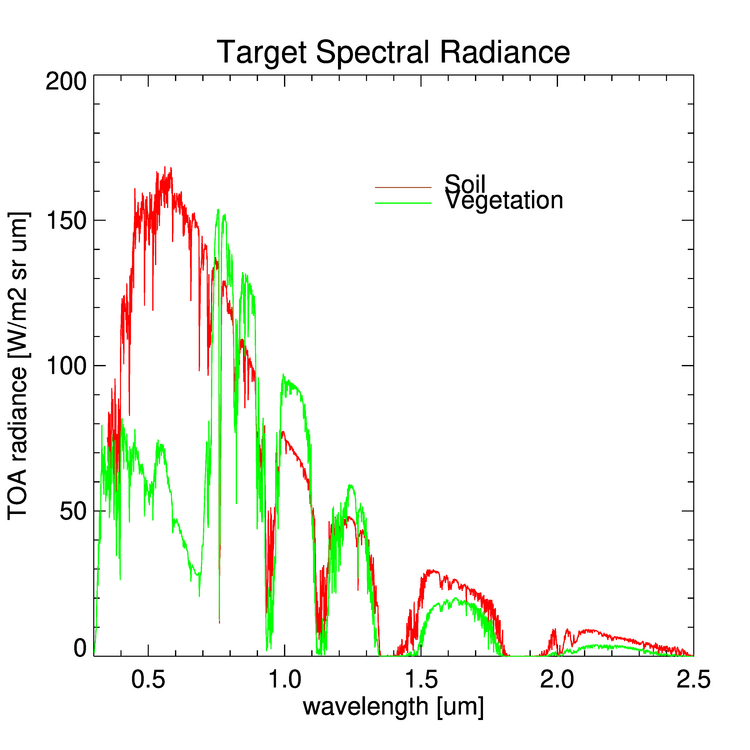 Target Spectral Radiance
200
150
100
50
0
TOA radiance [W/m2 sr um]
Soil
Vegetation
0.5 1.0 1.5 2.0 2.5
wavelength [um]